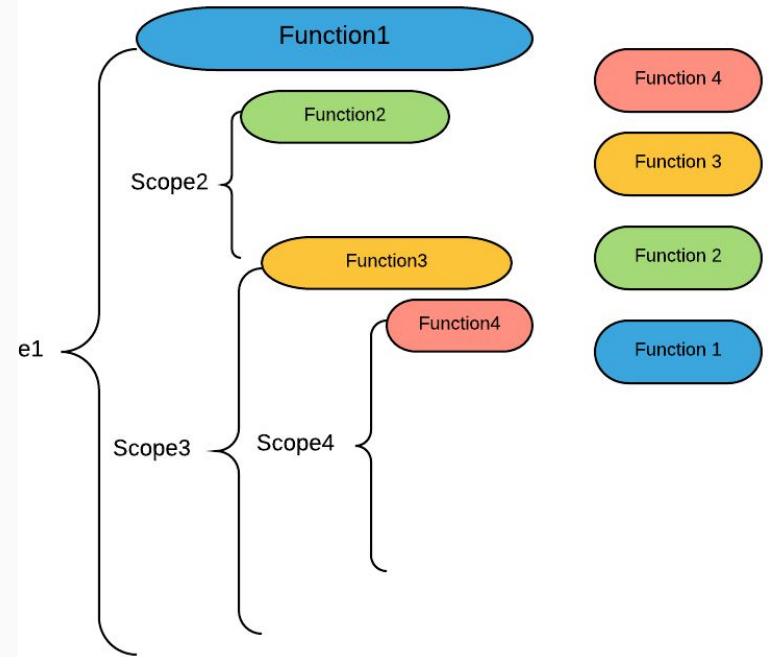 Function1
Function 4
Function2
Function 3
Scope2
Function 2
Function3
Function4
e1
Function 1
Scope3
Scope4